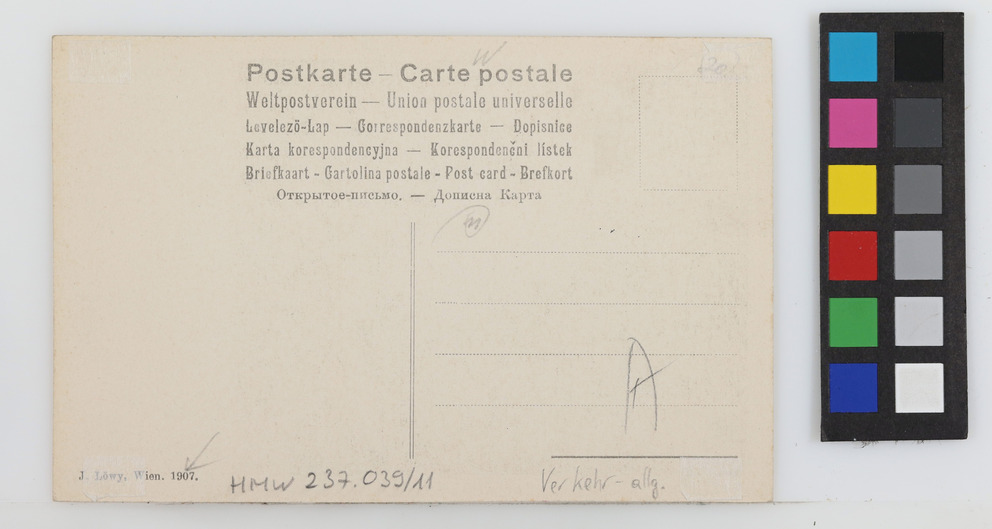 Postkarte – Carte postale
Weltpostverein — Union postale universelle
Levelező-Lap — Correspondenzkarte — Dopisnice
Karta korespondencyjna — Korespondenční lístek
Briefkaart - Cartolina postale - Post card - Brefkort
Открытое-письмо. — Дописна Карта
A
J. Löwy, Wien. 1907.
HMW 237.039/11
Verkehr-allg.